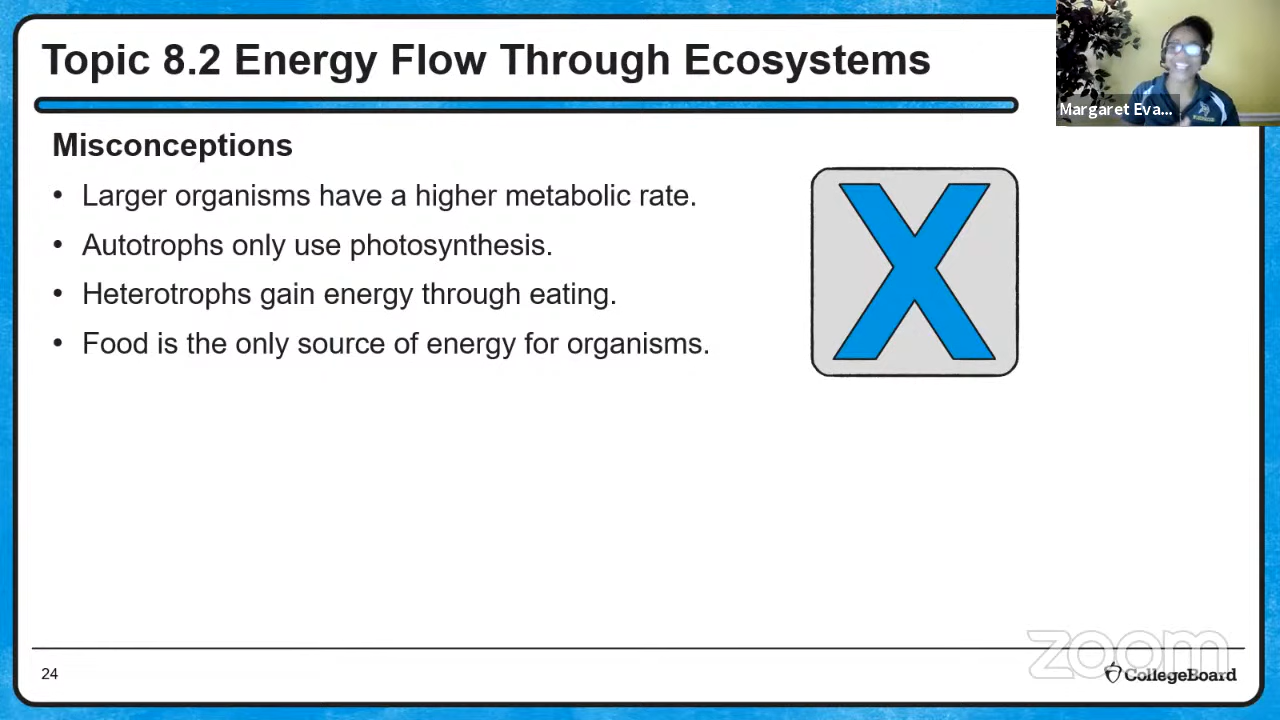 Topic 8.2 Energy Flow Through Ecosystems
Margaret Eva...
Misconceptions
• Larger organisms have a higher metabolic rate.
• Autotrophs only use photosynthesis.
• Heterotrophs gain energy through eating.
• Food is the only source of energy for organisms.
X
zoom
24
CollegeBoard